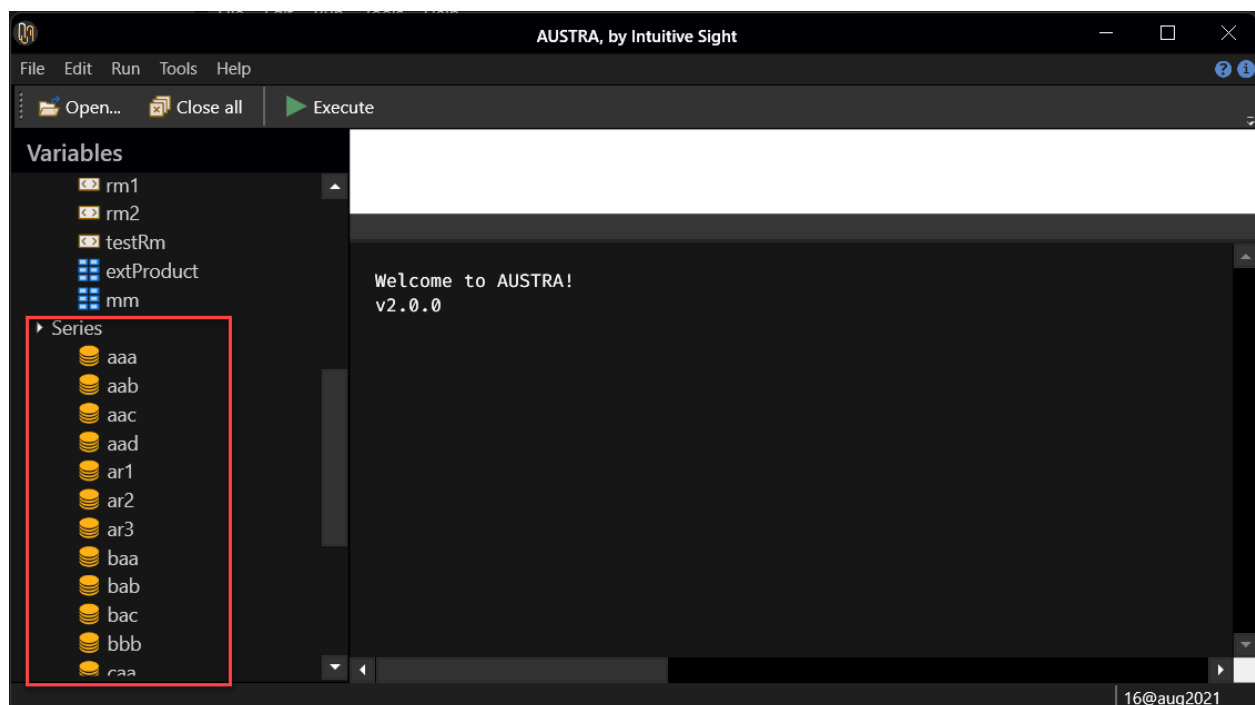 AUSTRA, by Intuitive Sight
File Edit Run Tools Help
Open... Close all Execute
Variables
rm1
rm2
testRm
extProduct
mm
Series
aaa
aab
aac
aad
ar1
ar2
ar3
baa
bab
bac
bbb
caa
Welcome to AUSTRA!
v2.0.0
16@aug2021